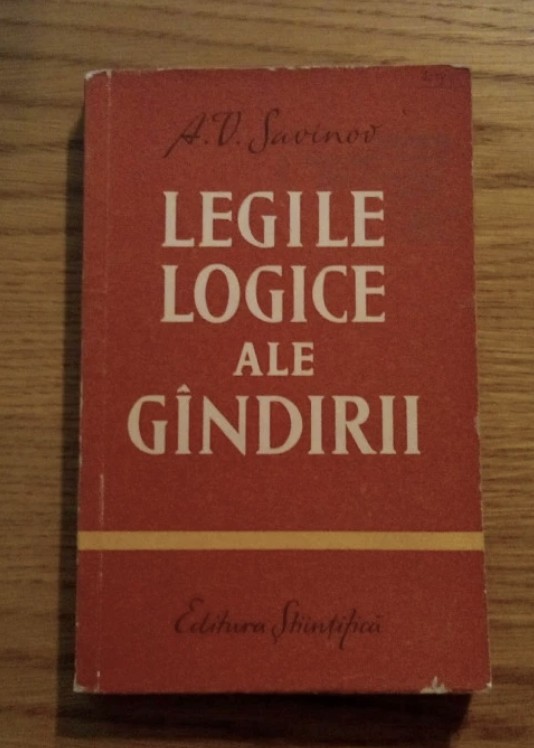 A. V. Savinov
LEGILE
LOGICE
ALE
GÎNDIRII
Editura Științifică